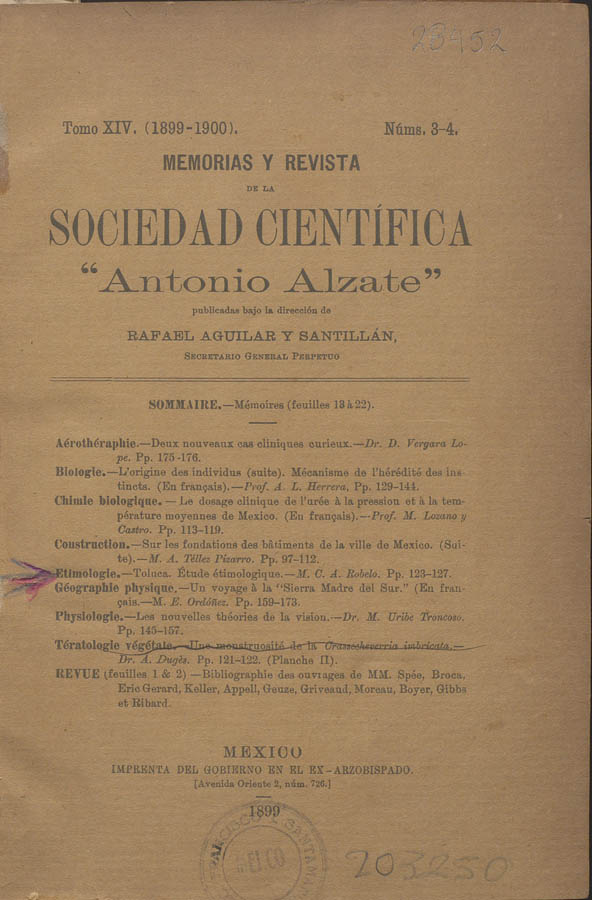 23452
Tomo XIV. (1899-1900). Núms. 3-4.
MEMORIAS Y REVISTA
DE LA
SOCIEDAD CIENTÍFICA
“Antonio Alzate”
publicadas bajo la dirección de
RAFAEL AGUILAR Y SANTILLÁN,
SECRETARIO GENERAL PERPETUO
SOMMAIRE.—Mémoires (feuilles 13 à 22).
Aérothéraphie.—Deux nouveaux cas cliniques curieux.—Dr. D. Vergara Lo-
pe. Pp. 175-176.
Biologie.—L'origine des individus (suite). Mécanisme de l'hérédité des ins-
tincts. (En français).—Prof. A. L. Herrera, Pp. 129-144.
Chimie biologique.—Le dosage clinique de l'urée à la pression et à la tem-
pérature moyennes de Mexico. (En français).—Prof. M. Lozano y
Castro. Pp. 113-119.
Construction.—Sur les fondations des bâtiments de la ville de Mexico. (Sui-
te).—M. A. Téllez Pizarro. Pp. 97-112.
Etimologie.—Toluca. Étude étimologique.—M. C. A. Robelo. Pp. 123-127.
Géographie physique.—Un voyage à la “Sierra Madre del Sur.” (En fran-
çais.—M. E. Ordóñez. Pp. 159-173.
Physiologie.—Les nouvelles théories de la vision.—Dr. M. Uribe Troncoso.
Pp. 145-157.
Tératologie végétale.—Une monstruosité de la Grassecheverria imbricata.—
Dr. A. Dugès. Pp. 121-122. (Planche II).
REVUE (feuilles 1 & 2)—Bibliographie des ouvrages de MM. Spée, Broca,
Eric Gerard, Keller, Appell, Geuze, Griveaud, Moreau, Boyer, Gibbs
et Ribard.
MEXICO
IMPRENTA DEL GOBIERNO EN EL EX-ARZOBISPADO.
[Avenida Oriente 2, núm. 726.]
1899
203250